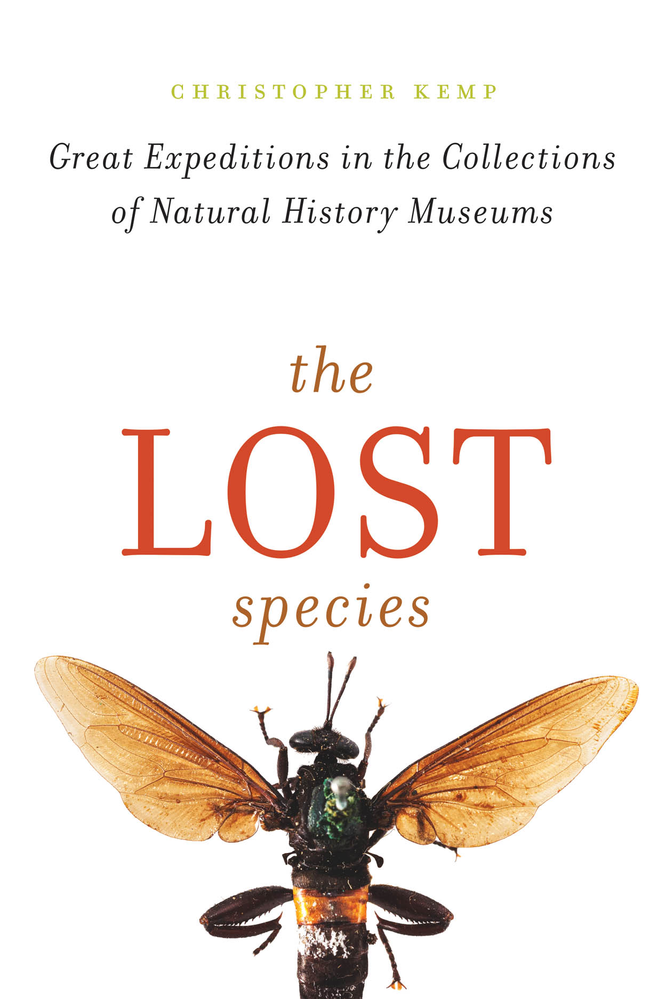 CHRISTOPHER KEMP
Great Expeditions in the Collections
of Natural History Museums
the
LOST
species